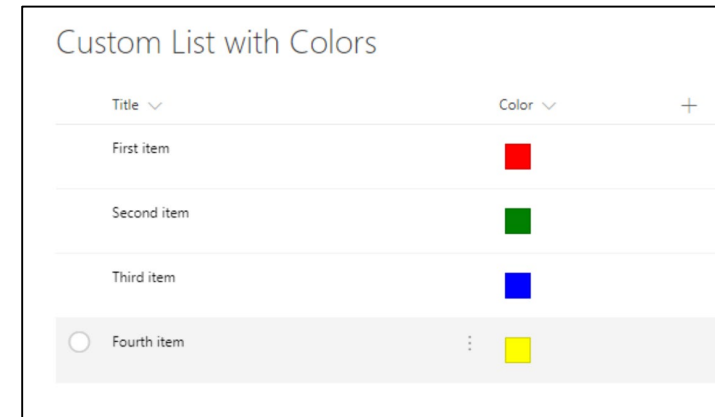 Custom List with Colors
Title Color
First item
Second item
Third item
Fourth item